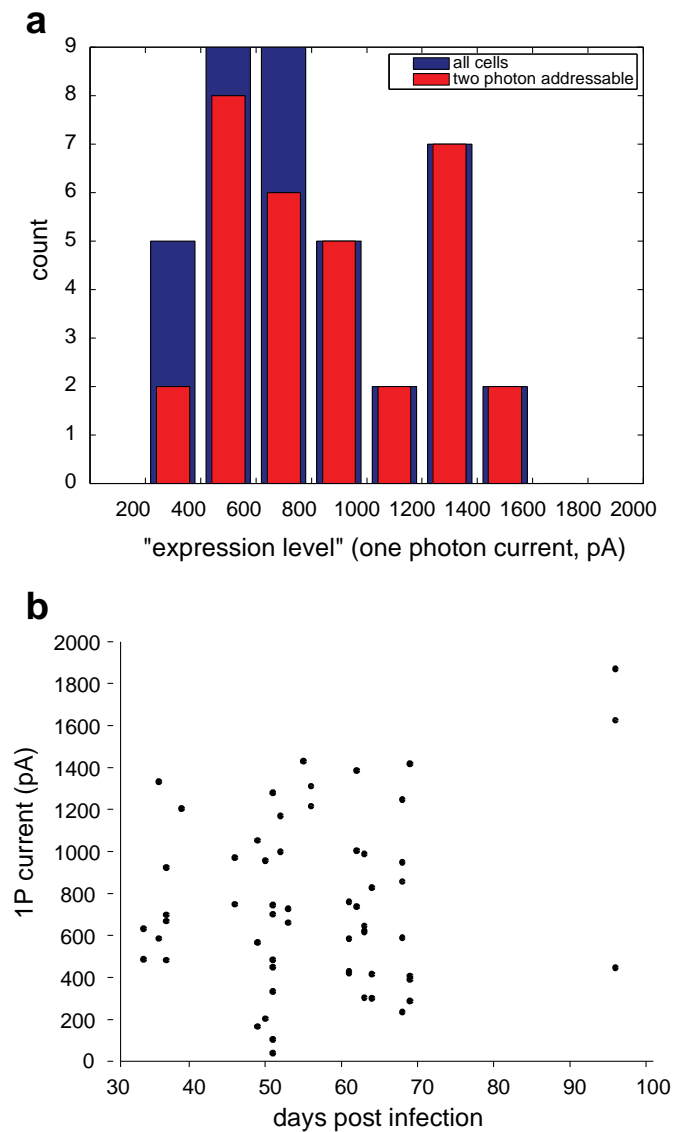 a
9
8
7
6
5
4
3
2
1
0
count
all cells
two photon addressable
200 400 600 800 1000 1200 1400 1600 1800 2000
"expression level" (one photon current, pA)
b
2000
1800
1600
1400
1200
1000
800
600
400
200
0
1P current (pA)
30 40 50 60 70 80 90 100
days post infection